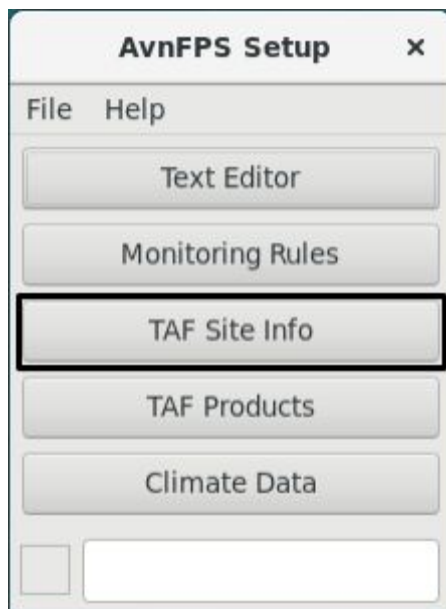 AvnFPS Setup ×
File Help
Text Editor
Monitoring Rules
TAF Site Info
TAF Products
Climate Data